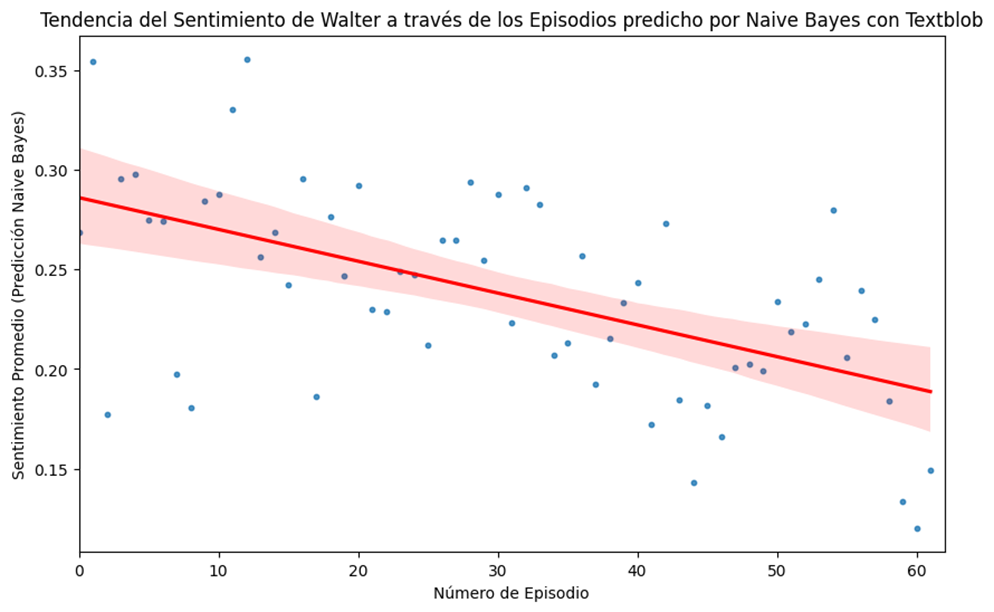 Tendencia del Sentimiento de Walter a través de los Episodios predicho por Naive Bayes con Textblob
Sentimiento Promedio (Predicción Naive Bayes)
0.35
0.30
0.25
0.20
0.15
0 10 20 30 40 50 60
Número de Episodio